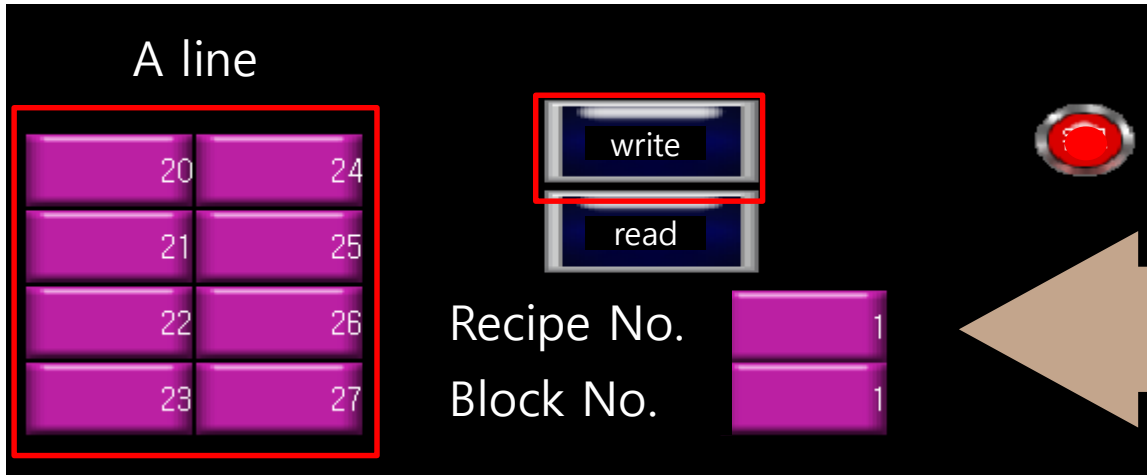 A line
20 24
21 25
22 26
23 27
write
read
Recipe No. 1
Block No. 1